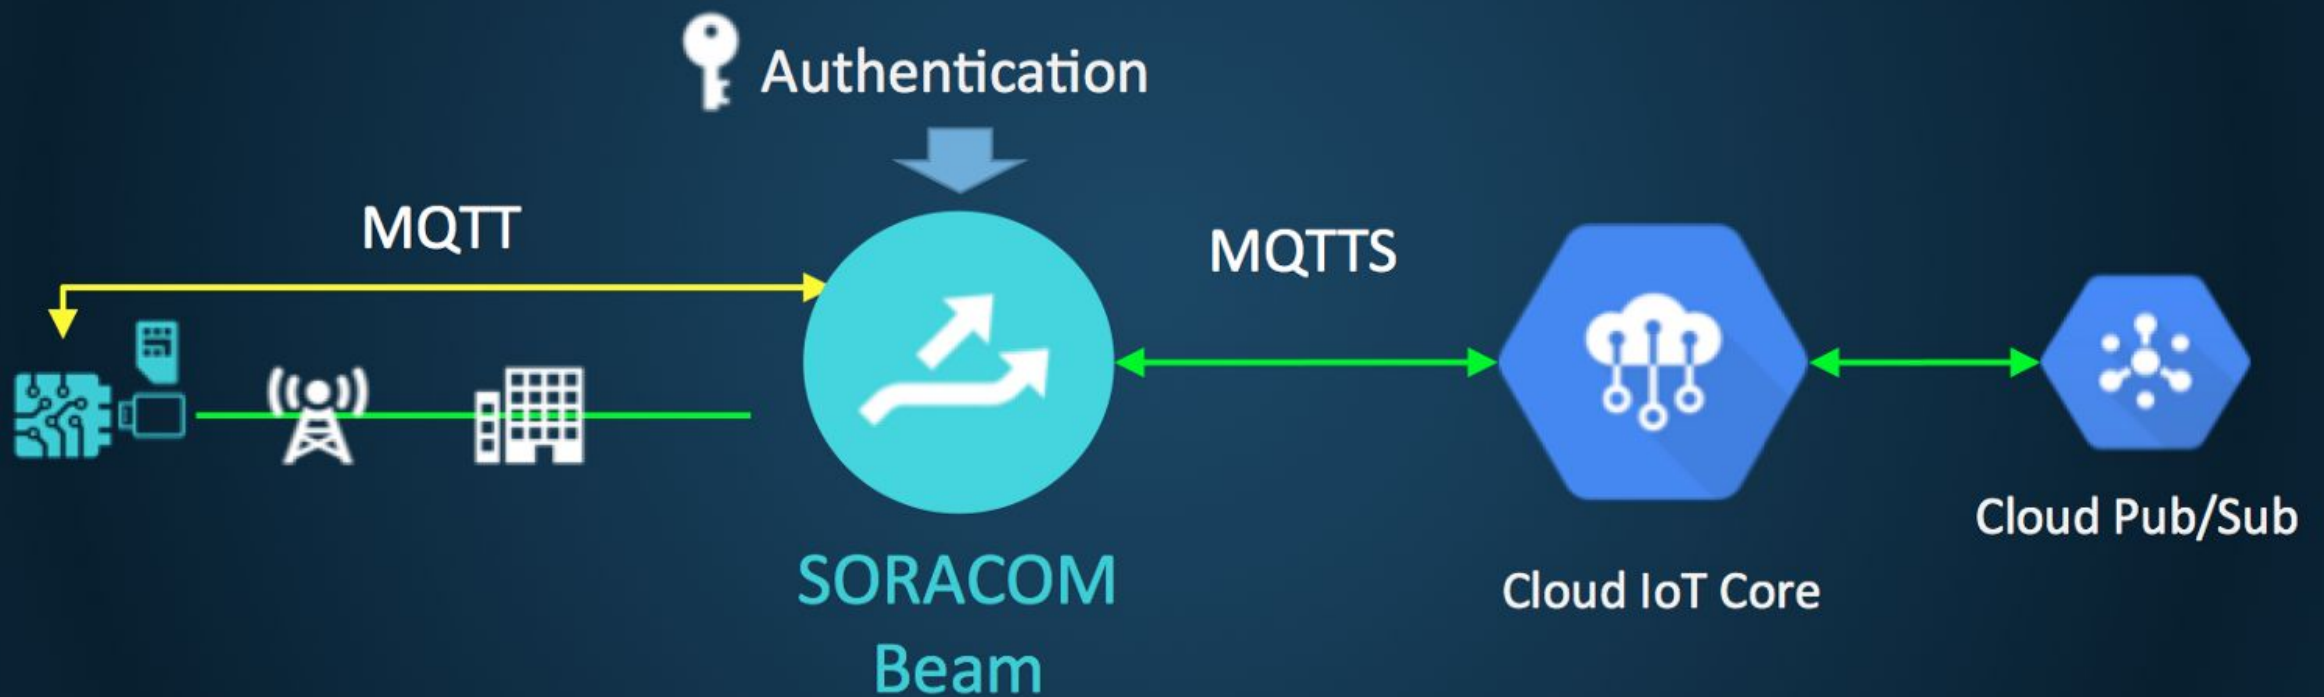 Authentication
MQTT
MQTTS
SORACOM
Beam
Cloud IoT Core
Cloud Pub/Sub